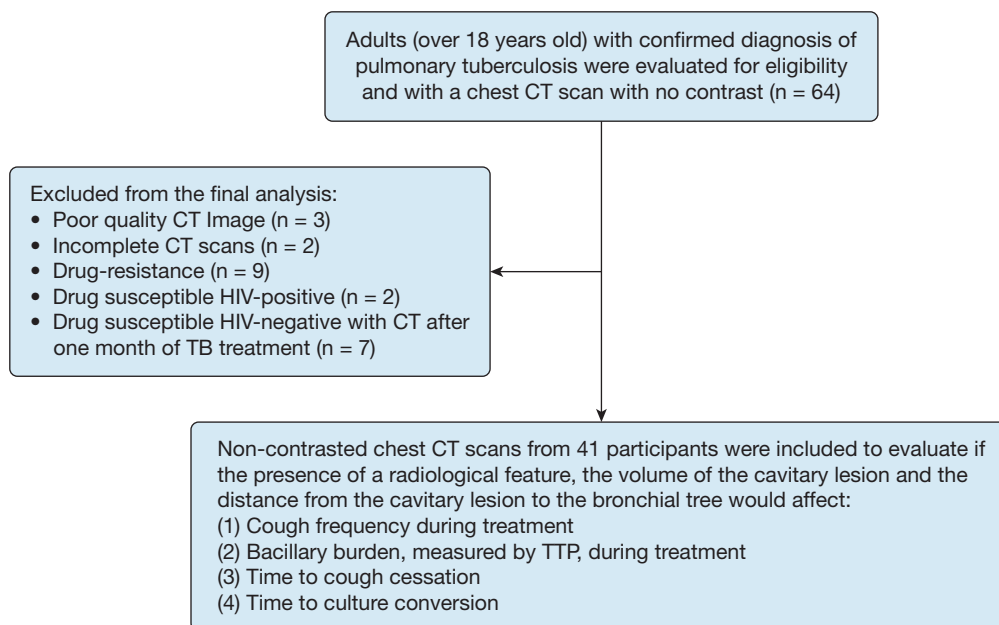 Adults (over 18 years old) with confirmed diagnosis of
pulmonary tuberculosis were evaluated for eligibility
and with a chest CT scan with no contrast (n = 64)
Excluded from the final analysis:
• Poor quality CT Image (n = 3)
• Incomplete CT scans (n = 2)
• Drug-resistance (n = 9)
• Drug susceptible HIV-positive (n = 2)
• Drug susceptible HIV-negative with CT after
one month of TB treatment (n = 7)
Non-contrasted chest CT scans from 41 participants were included to evaluate if
the presence of a radiological feature, the volume of the cavitary lesion and the
distance from the cavitary lesion to the bronchial tree would affect:
(1) Cough frequency during treatment
(2) Bacillary burden, measured by TTP, during treatment
(3) Time to cough cessation
(4) Time to culture conversion